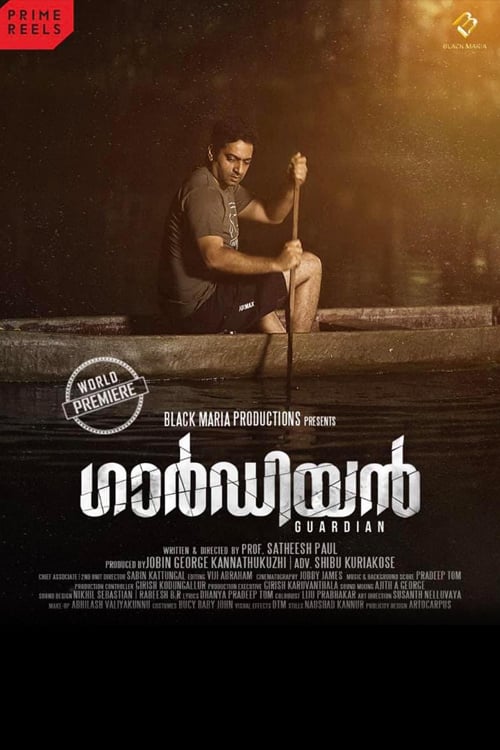 PRIME
REELS
BLACK MARIA
AIRMAX
WORLD
PREMIERE
BLACK MARIA PRODUCTIONS PRESENTS
ഗാർഡിയൻ
GUARDIAN
WRITTEN & DIRECTED BY PROF. SATHEESH PAUL
PRODUCED BY JOBIN GEORGE KANNATHUKUZHI | ADV. SHIBU KURIAKOSE
CHIEF ASSOCIATE | 2ND UNIT DIRECTOR SABIN KATTUNGAL EDITING VIJI ABRAHAM CINEMATOGRAPHY JOBBY JAMES MUSIC & BACKGROUND SCORE PRADEEP TOM
PRODUCTION CONTROLLER GIRISH KODUNGALLUR PRODUCTION EXECUTIVE GIRISH KARUVANTHALA SOUND MIXING AJITH A GEORGE
SOUND DESIGN NIKHIL SEBASTIAN | RABEESH B.R LYRICS DHANYA PRADEEP TOM COLOURIST LIJU PRABHAKAR ART DIRECTION SUSANTH NELLUVAYA
MAKE-UP ABHILASH VALIYAKUNNU COSTUMES BUCY BABY JOHN VISUAL EFFECTS DTM STILLS NAUSHAD KANNUR PUBLICITY DESIGN ARTOCARPUS